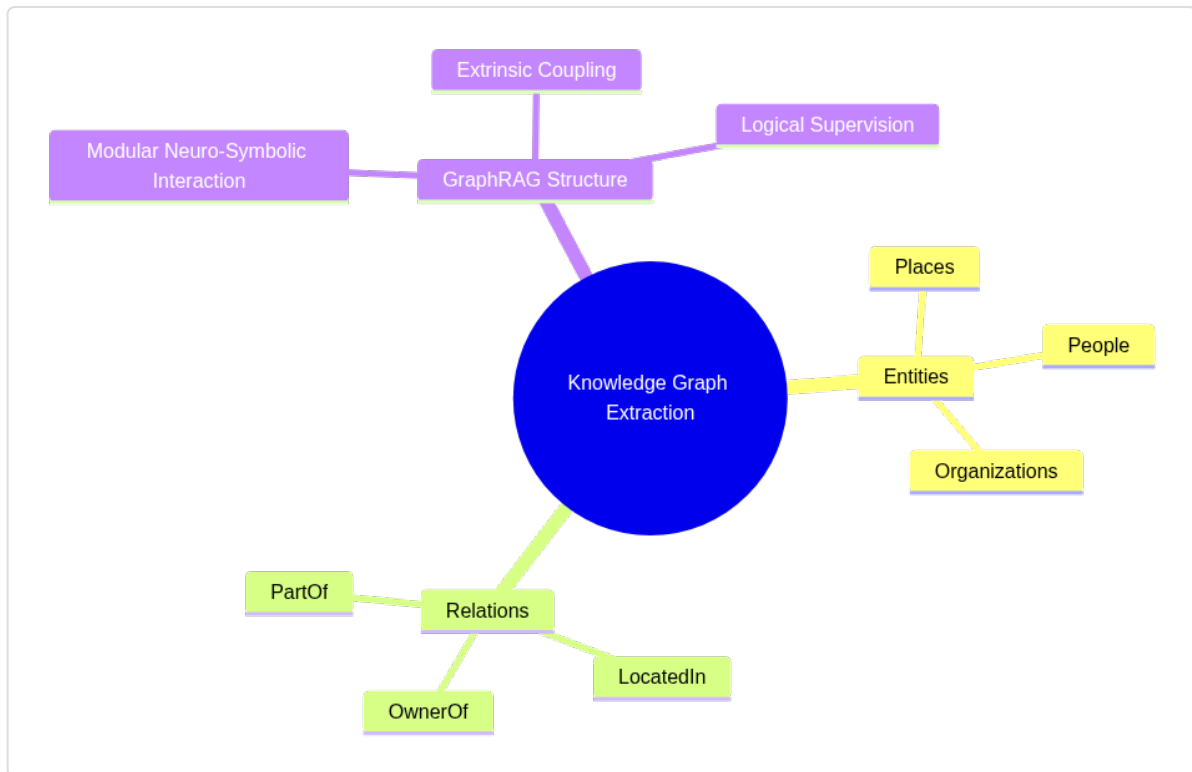 Extrinsic Coupling
Logical Supervision
Modular Neuro-Symbolic
Interaction
GraphRAG Structure
Places
People
Entities
Knowledge Graph
Extraction
Organizations
PartOf
Relations
LocatedIn
OwnerOf